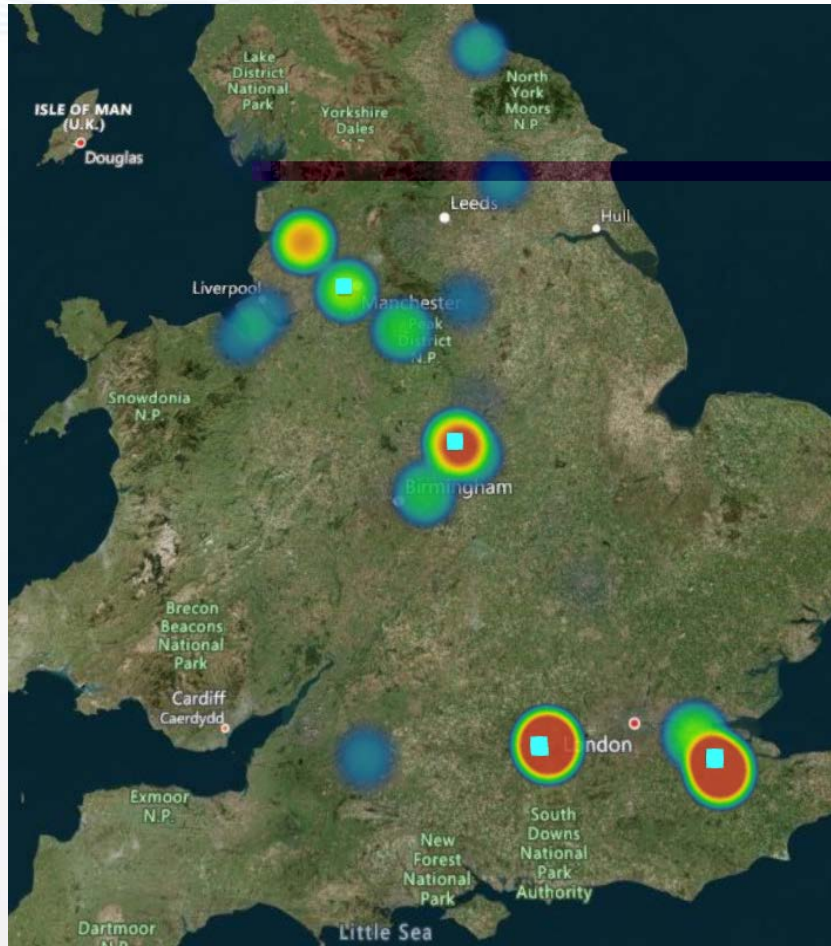 Lake
District
National
Park
North
York
Moors
N.P.
ISLE OF MAN
(U.K.)
Douglas
Yorkshire
Dales
Leeds
Hull
Liverpool
Manchester
Peak
District
N.P.
Snowdonia
N.P.
Birmingham
Brecon
Beacons
National
Park
Cardiff
Caerdydd
London
Exmoor
N.P.
South
Downs
National
Park
Authority
New
Forest
National
Park
Dartmoor
Little Sea